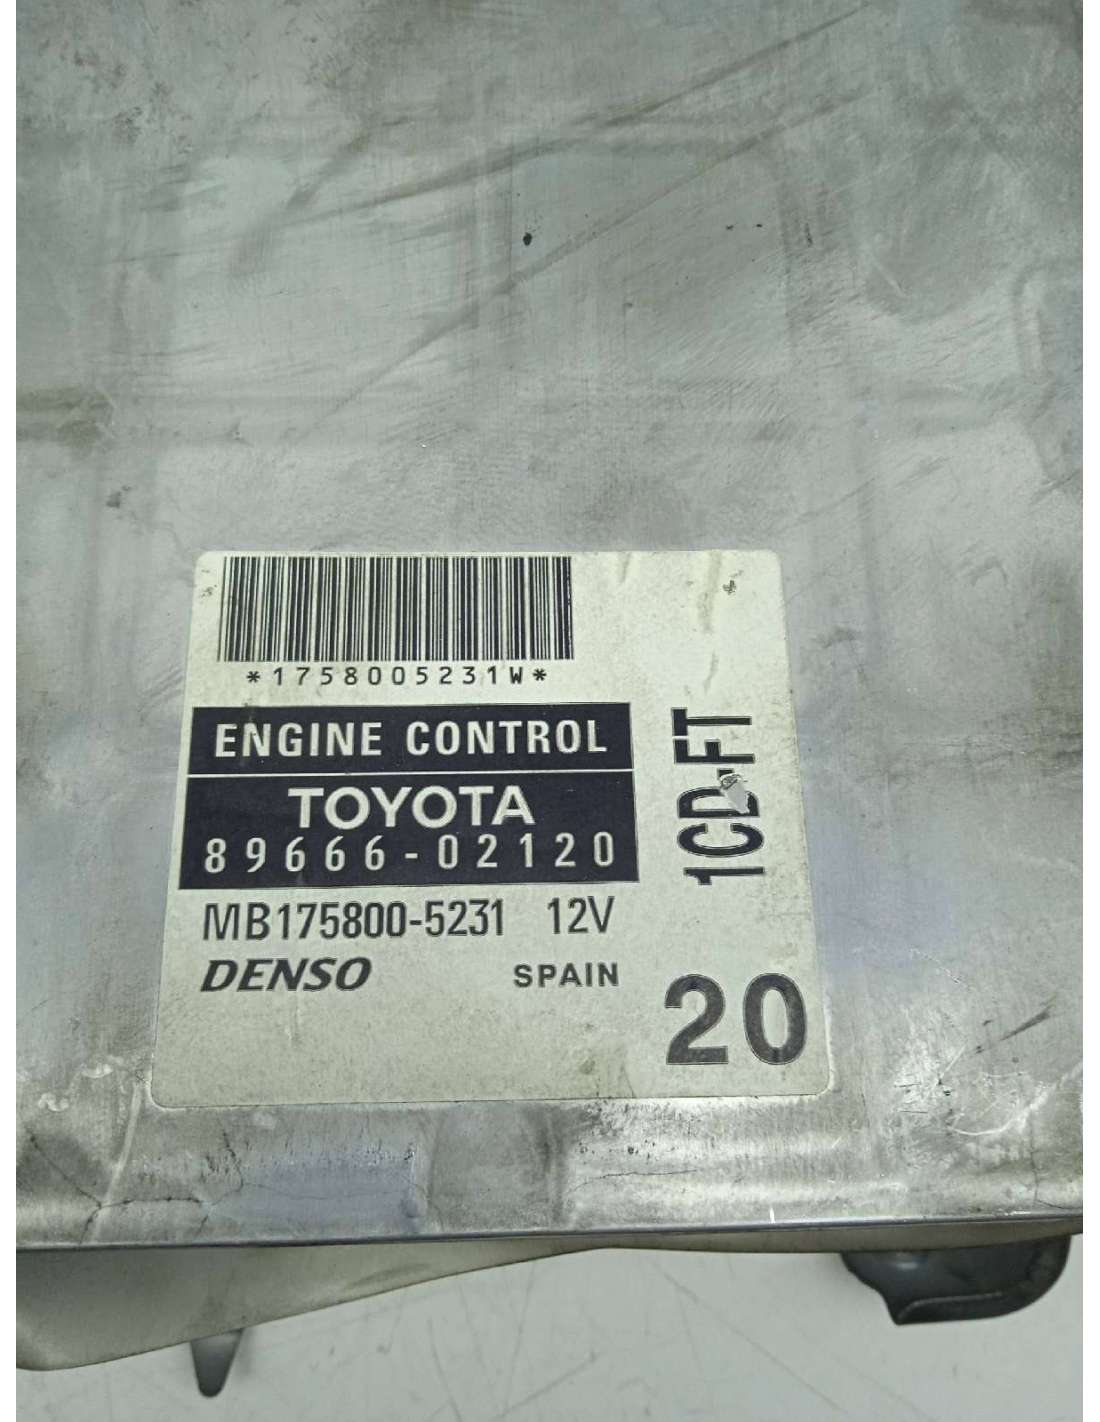 *1758005231W*
ENGINE CONTROL
TOYOTA
89666-02120
MB175800-5231 12V
DENSO SPAIN
1CD-FT
20